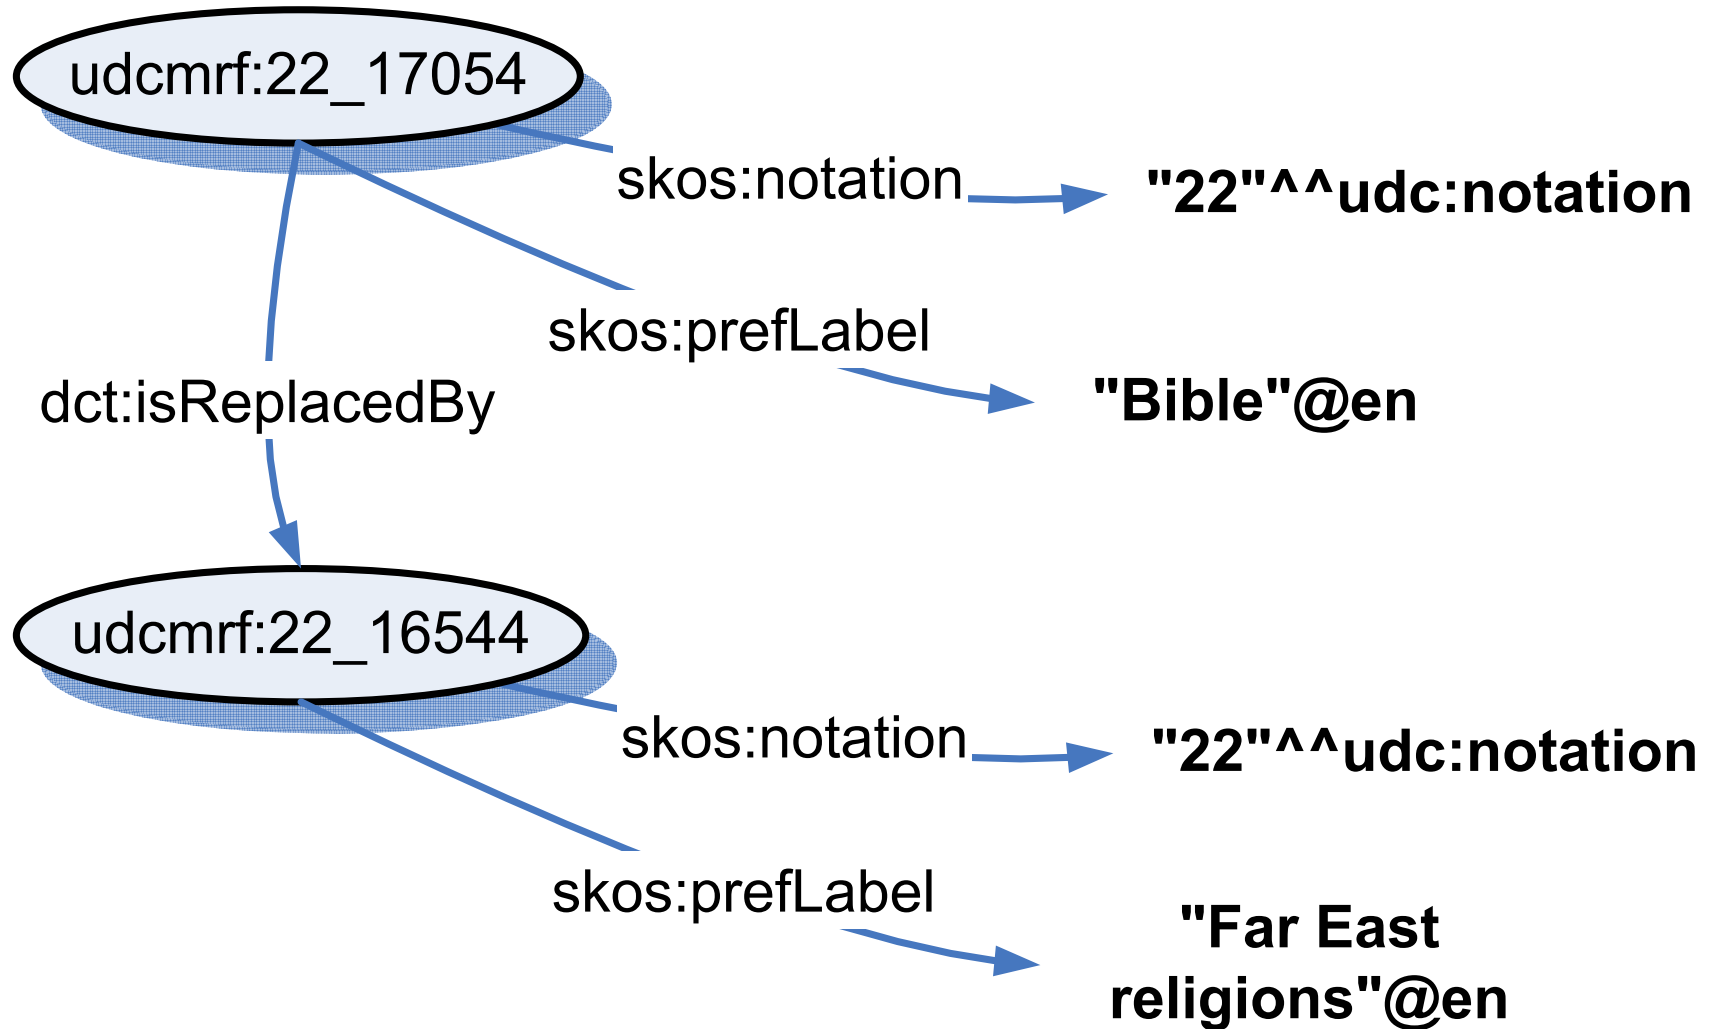 udcmrf:22_17054
skos:notation
"22"^^udc:notation
skos:prefLabel
"Bible"@en
dct:isReplacedBy
udcmrf:22_16544
skos:notation
"22"^^udc:notation
skos:prefLabel
"Far East
religions"@en